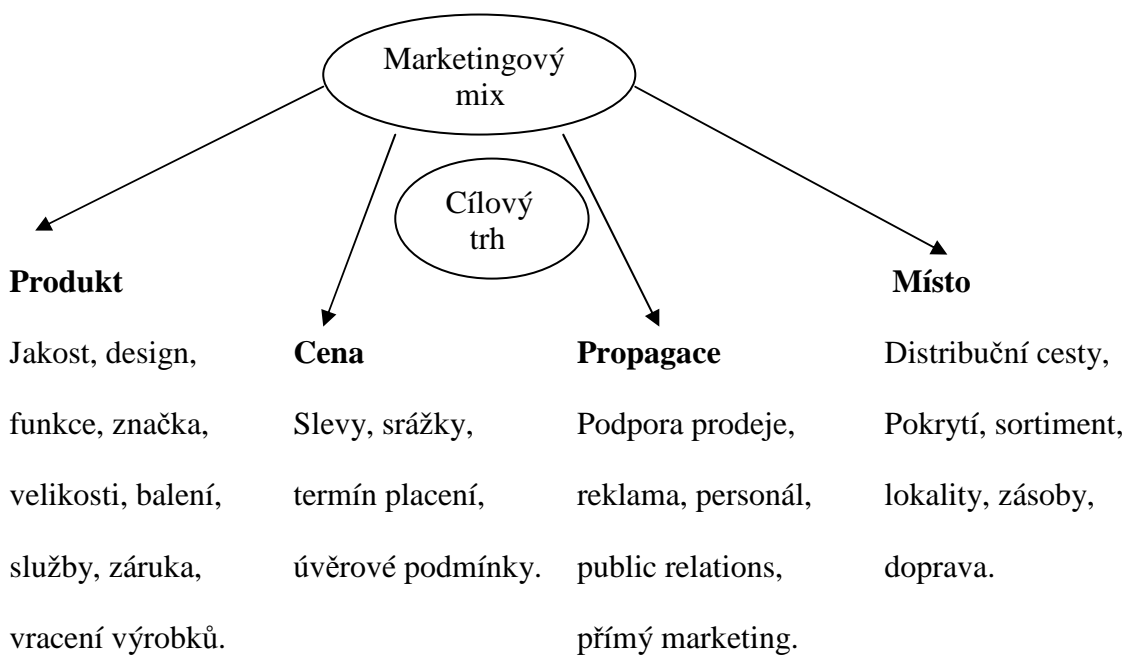 Marketingový
mix
Cílový
trh
Produkt
Jakost, design,
funkce, značka,
velikosti, balení,
služby, záruka,
vracení výrobků.
Cena
Slevy, srážky,
termín placení,
úvěrové podmínky.
Propagace
Podpora prodeje,
reklama, personál,
public relations,
přímý marketing.
Místo
Distribuční cesty,
Pokrytí, sortiment,
lokality, zásoby,
doprava.